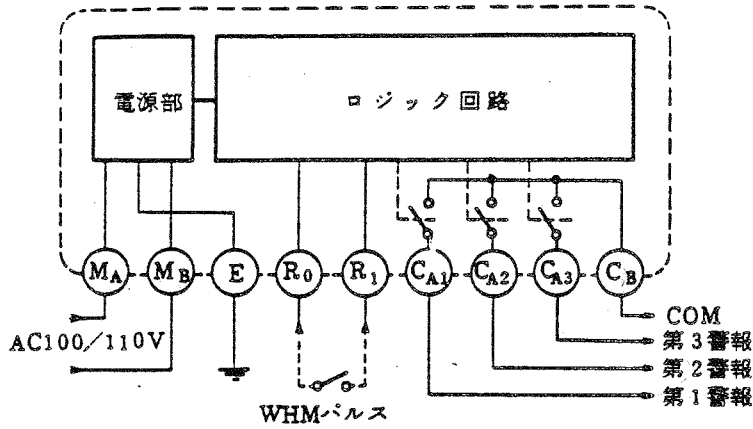 電源部
ロジック回路
MA MB E R0 R1 CA1 CA2 CA3 CB
AC100/110V
WHMパルス
COM
第3警報
第2警報
第1警報